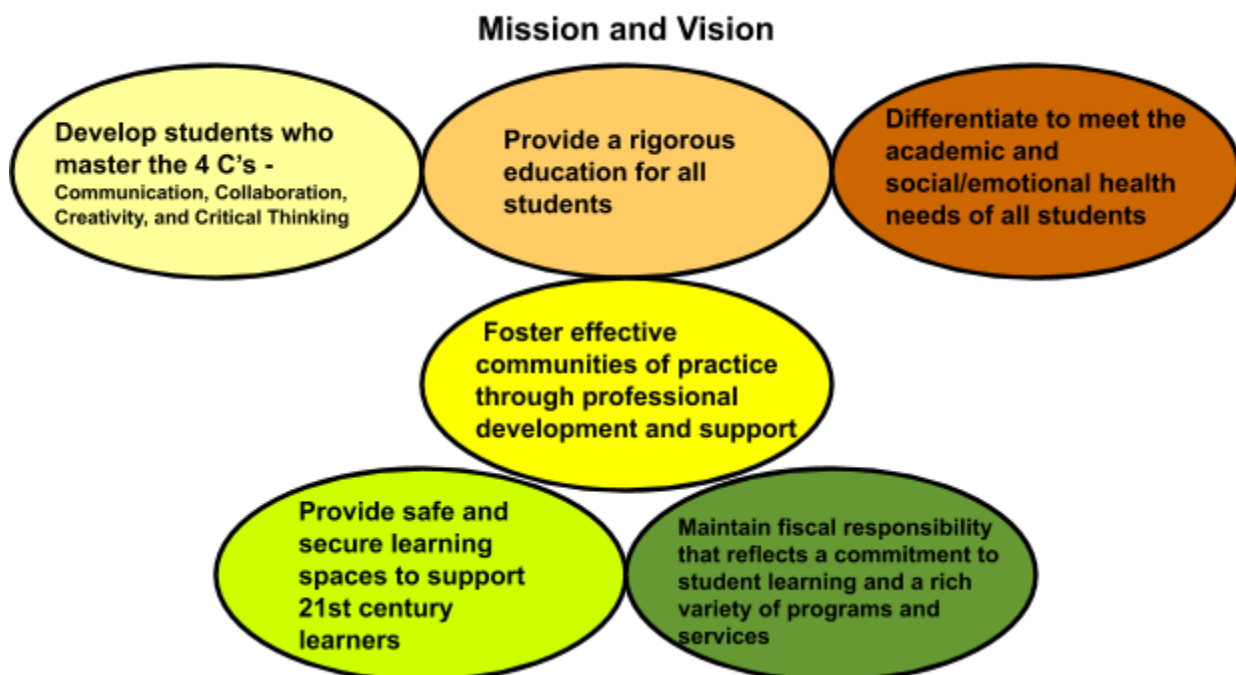 Mission and Vision
Develop students who
master the 4 C’s -
Communication, Collaboration,
Creativity, and Critical Thinking
Provide a rigorous
education for all
students
Differentiate to meet the
academic and
social/emotional health
needs of all students
Foster effective
communities of practice
through professional
development and support
Provide safe and
secure learning
spaces to support
21st century
learners
Maintain fiscal responsibility
that reflects a commitment to
student learning and a rich
variety of programs and
services